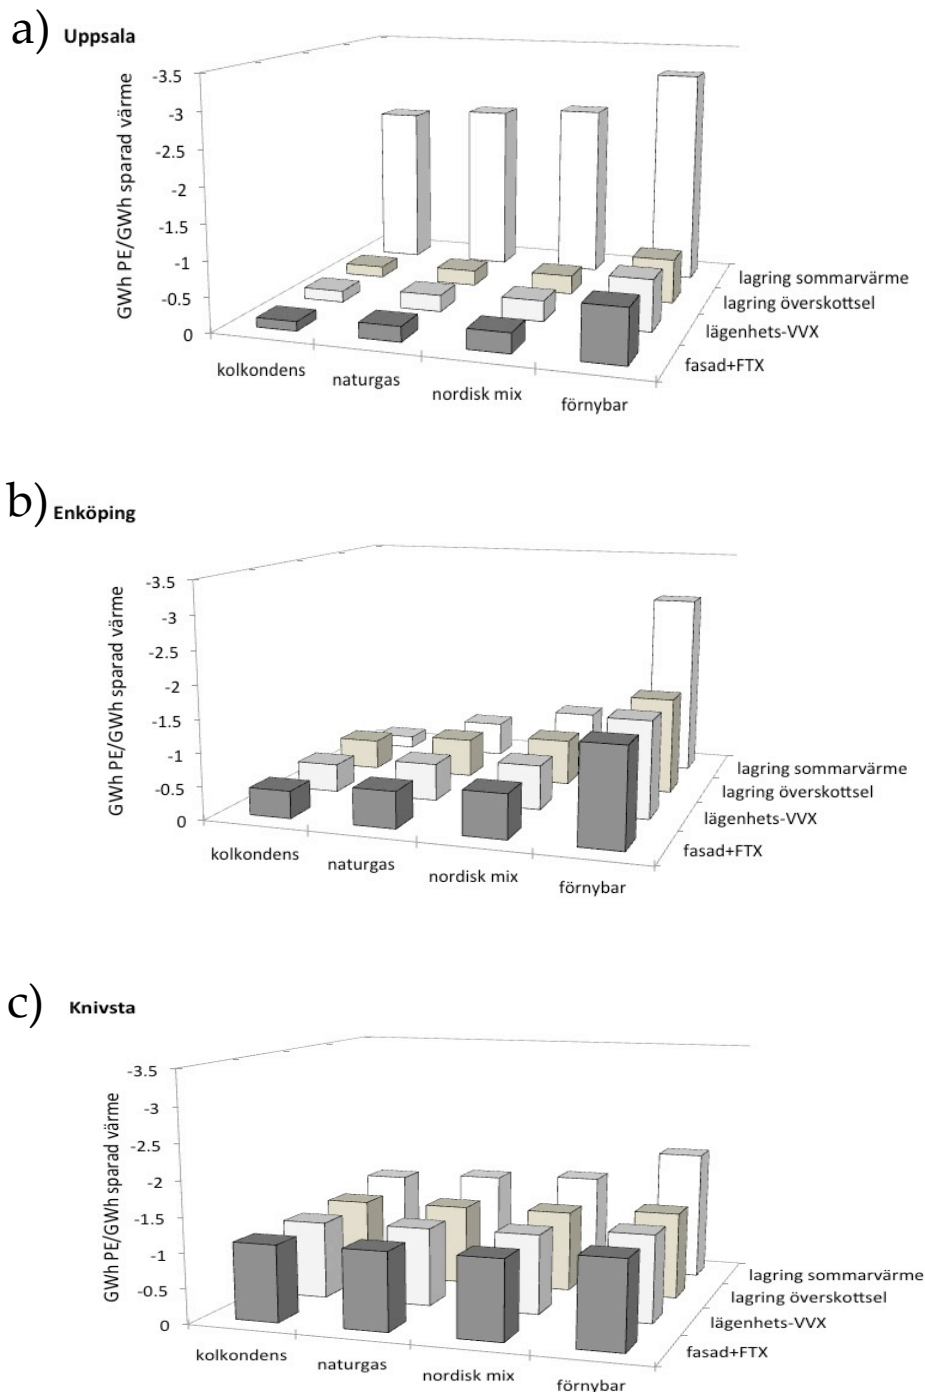 a) Uppsala
GWh PE/GWh sparad värme
-3.5
-3
-2.5
-2
-1.5
-1
-0.5
0
kolkondens
naturgas
nordisk mix
förnybar
lagring sommarvärme
lagring överskottsel
lägenhets-VVX
fasad+FTX
b) Enköping
GWh PE/GWh sparad värme
-3.5
-3
-2.5
-2
-1.5
-1
-0.5
0
kolkondens
naturgas
nordisk mix
förnybar
lagring sommarvärme
lagring överskottsel
lägenhets-VVX
fasad+FTX
c) Knivsta
GWh PE/GWh sparad värme
-3.5
-3
-2.5
-2
-1.5
-1
-0.5
0
kolkondens
naturgas
nordisk mix
förnybar
lagring sommarvärme
lagring överskottsel
lägenhets-VVX
fasad+FTX